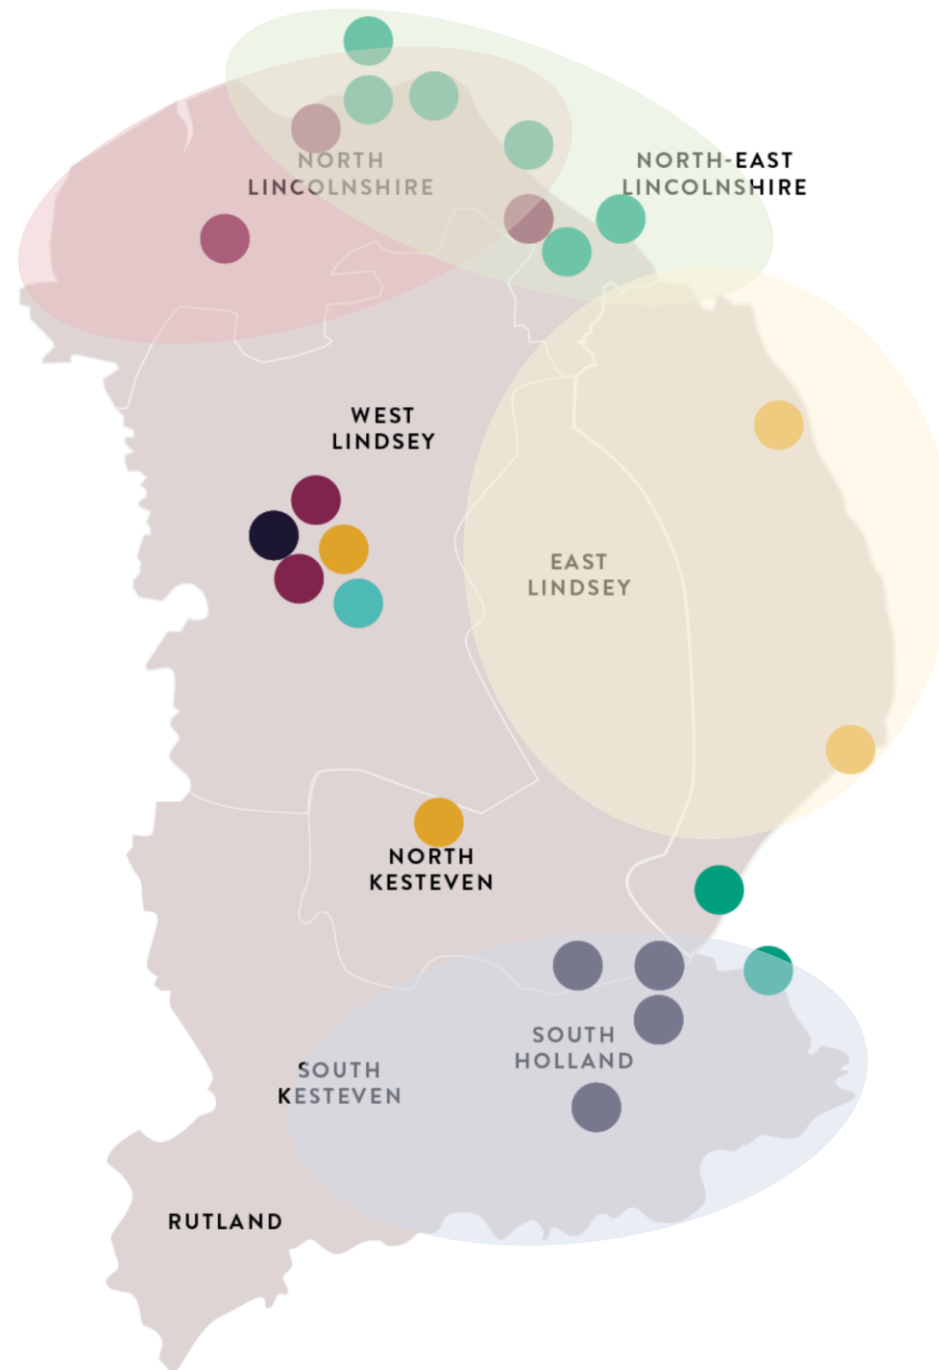 NORTH
LINCOLNSHIRE
NORTH-EAST
LINCOLNSHIRE
WEST
LINDSEY
EAST
LINDSEY
NORTH
KESTEVEN
SOUTH
HOLLAND
SOUTH
KESTEVEN
RUTLAND